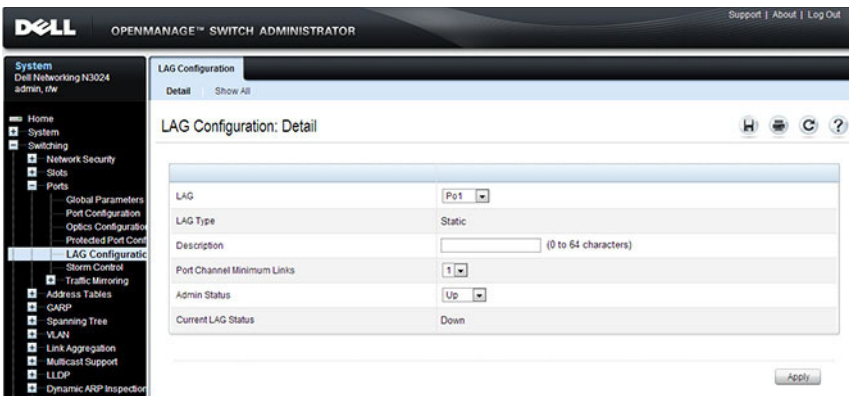 Support | About | Log Out
DELL OPENMANAGE™ SWITCH ADMINISTRATOR
System
Dell Networking N3024
admin, r/w
Home
System
Switching
Network Security
Slots
Ports
Global Parameters
Port Configuration
Optics Configuratio
Protected Port Conf
LAG Configuratic
Storm Control
Traffic Mirroring
Address Tables
GARP
Spanning Tree
VLAN
Link Aggregation
Multicast Support
LLDP
Dynamic ARP Inspection
LAG Configuration
Detail Show All
LAG Configuration: Detail
H C ?
LAG Po1
LAG Type Static
Description (0 to 64 characters)
Port Channel Minimum Links 1
Admin Status Up
Current LAG Status Down
Apply